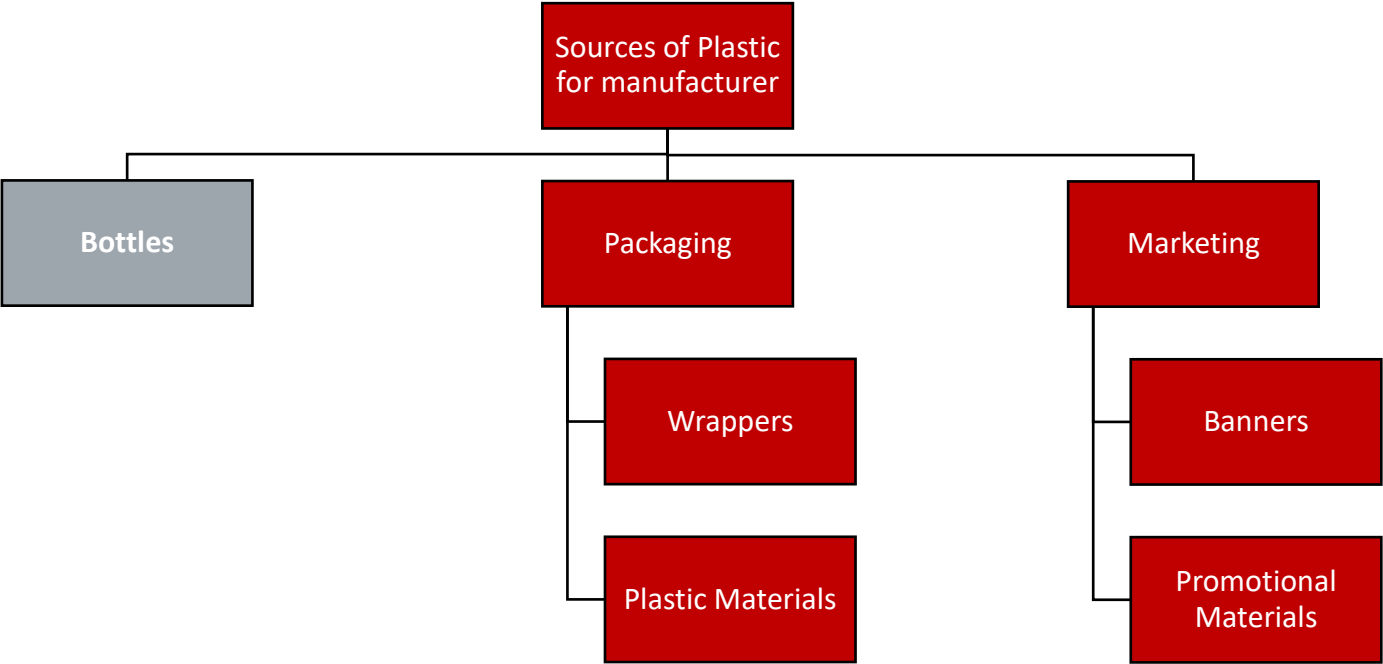 Sources of Plastic
for manufacturer
Bottles
Packaging
Marketing
Wrappers
Banners
Plastic Materials
Promotional
Materials